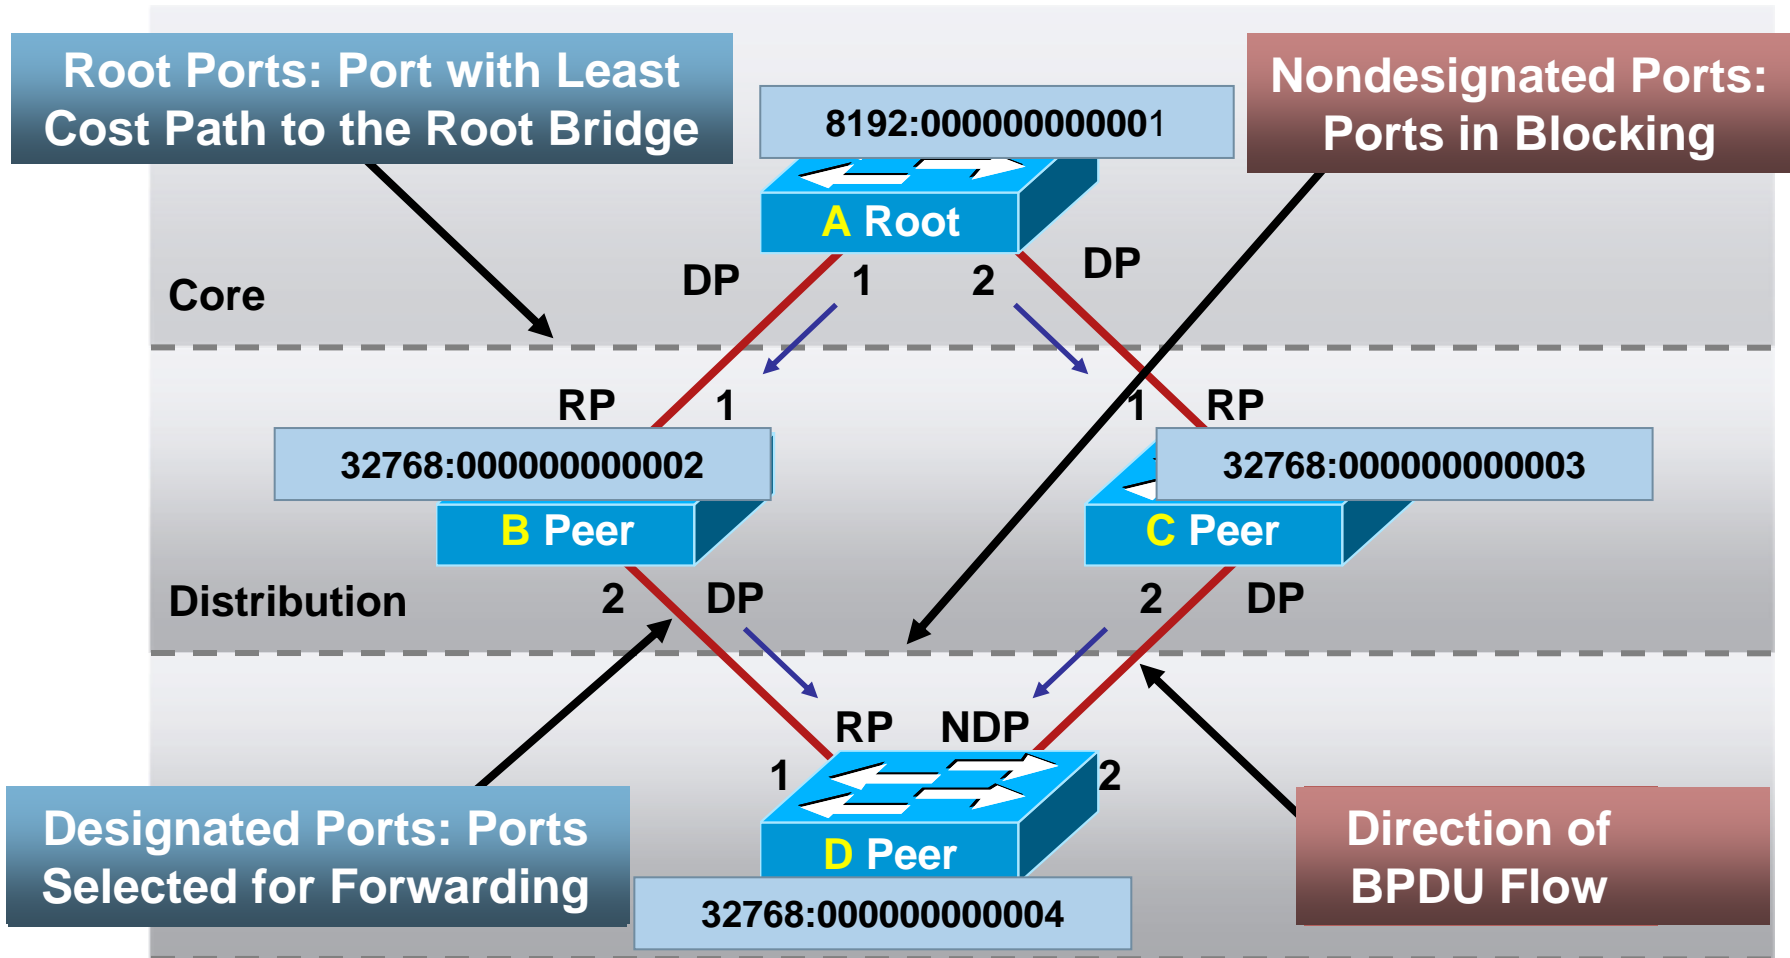 Root Ports: Port with Least
Cost Path to the Root Bridge
Nondesignated Ports:
Ports in Blocking
8192:000000000001
A Root
DP
1
2
DP
Core
RP
1
1
RP
32768:000000000002
32768:000000000003
B Peer
C Peer
Distribution
2
DP
2
DP
RP
NDP
1
2
Designated Ports: Ports
Selected for Forwarding
D Peer
32768:000000000004
Direction of
BPDU Flow